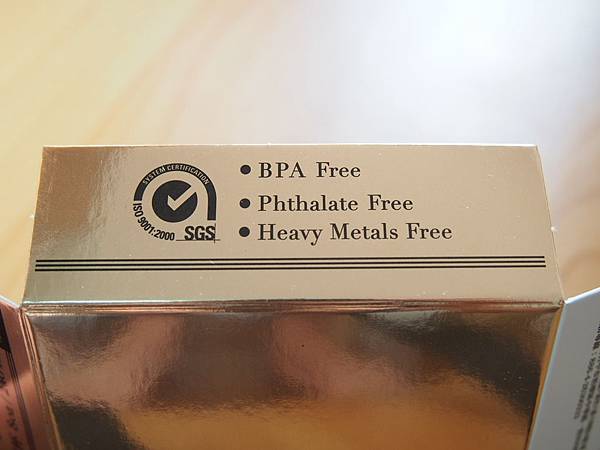 SYSTEM CERTIFICATION
ISO 9001:2000
SGS
• BPA Free
• Phthalate Free
• Heavy Metals Free